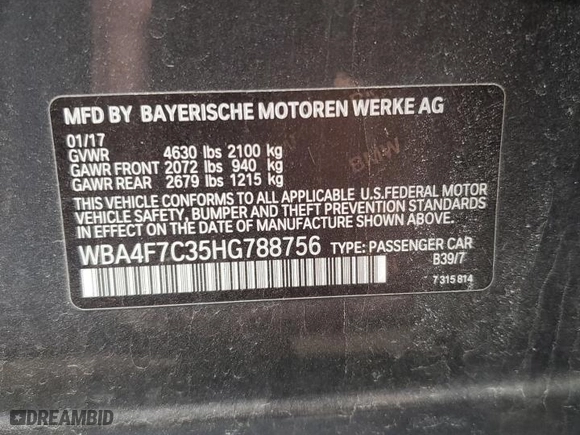 MFD BY BAYERISCHE MOTOREN WERKE AG
01/17
GVWR 4630 lbs 2100 kg
GAWR FRONT 2072 lbs 940 kg
GAWR REAR 2679 lbs 1215 kg
BMW
THIS VEHICLE CONFORMS TO ALL APPLICABLE U.S.FEDERAL MOTOR
VEHICLE SAFETY, BUMPER AND THEFT PREVENTION STANDARDS
IN EFFECT ON THE DATE OF MANUFACTURE SHOWN ABOVE.
WBA4F7C35HG788756 TYPE: PASSENGER CAR
B39/7
7 315 814
DREAMBID